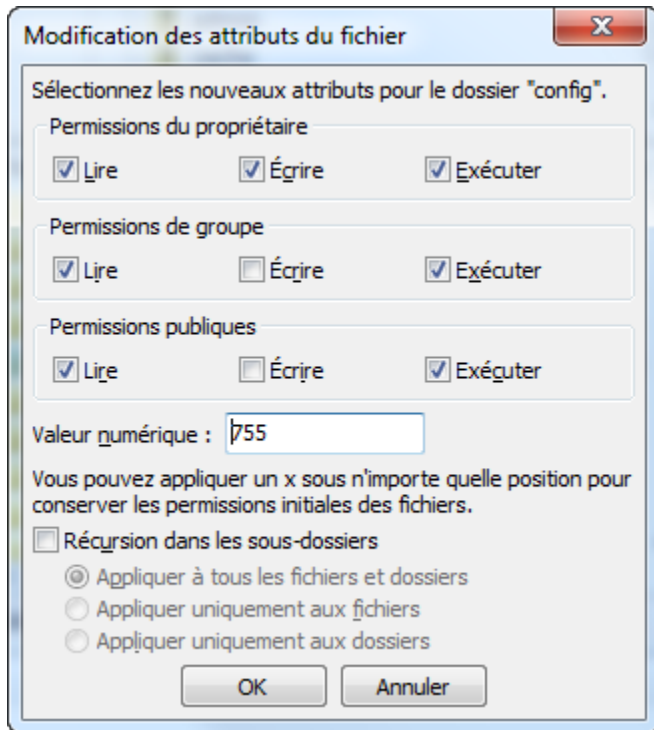 Modification des attributs du fichier
Sélectionnez les nouveaux attributs pour le dossier "config".
Permissions du propriétaire
Lire Écrire Exécuter
Permissions de groupe
Lire Écrire Exécuter
Permissions publiques
Lire Écrire Exécuter
Valeur numérique : 755
Vous pouvez appliquer un x sous n'importe quelle position pour
conserver les permissions initiales des fichiers.
Récursion dans les sous-dossiers
Appliquer à tous les fichiers et dossiers
Appliquer uniquement aux fichiers
Appliquer uniquement aux dossiers
OK Annuler